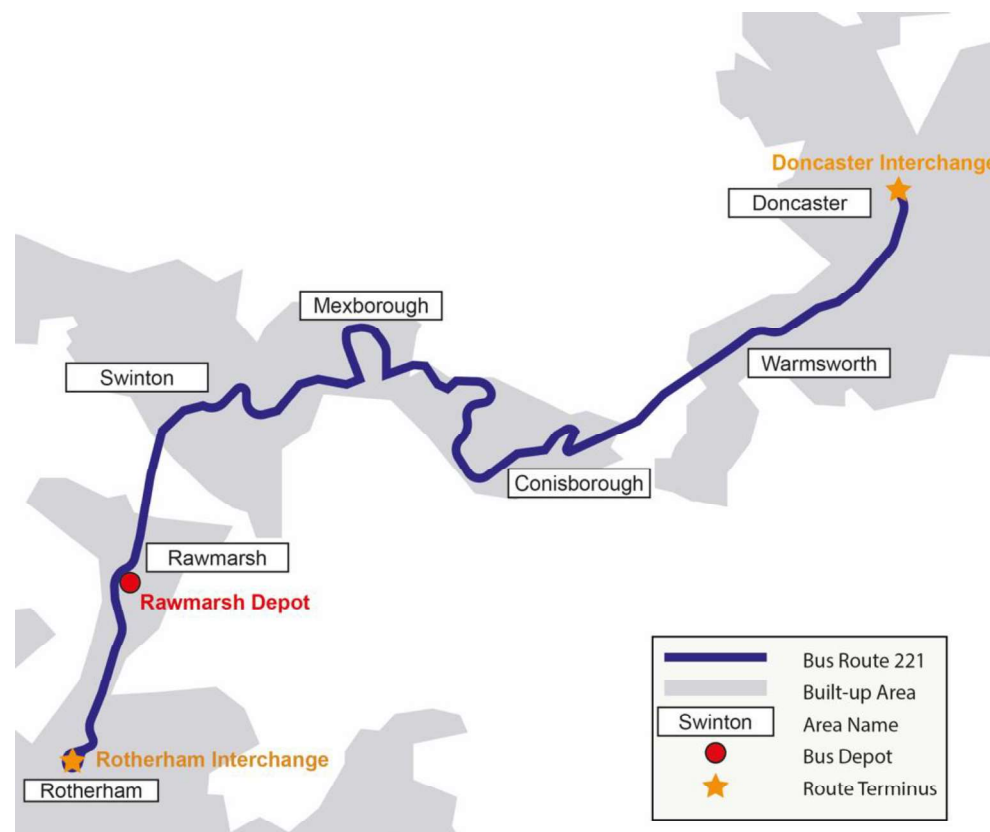 Doncaster Interchange
Doncaster
Mexborough
Swinton
Warmsworth
Conisborough
Rawmarsh
Rawmarsh Depot
Rotherham Interchange
Rotherham
Bus Route 221
Built-up Area
Swinton
Area Name
Bus Depot
Route Terminus